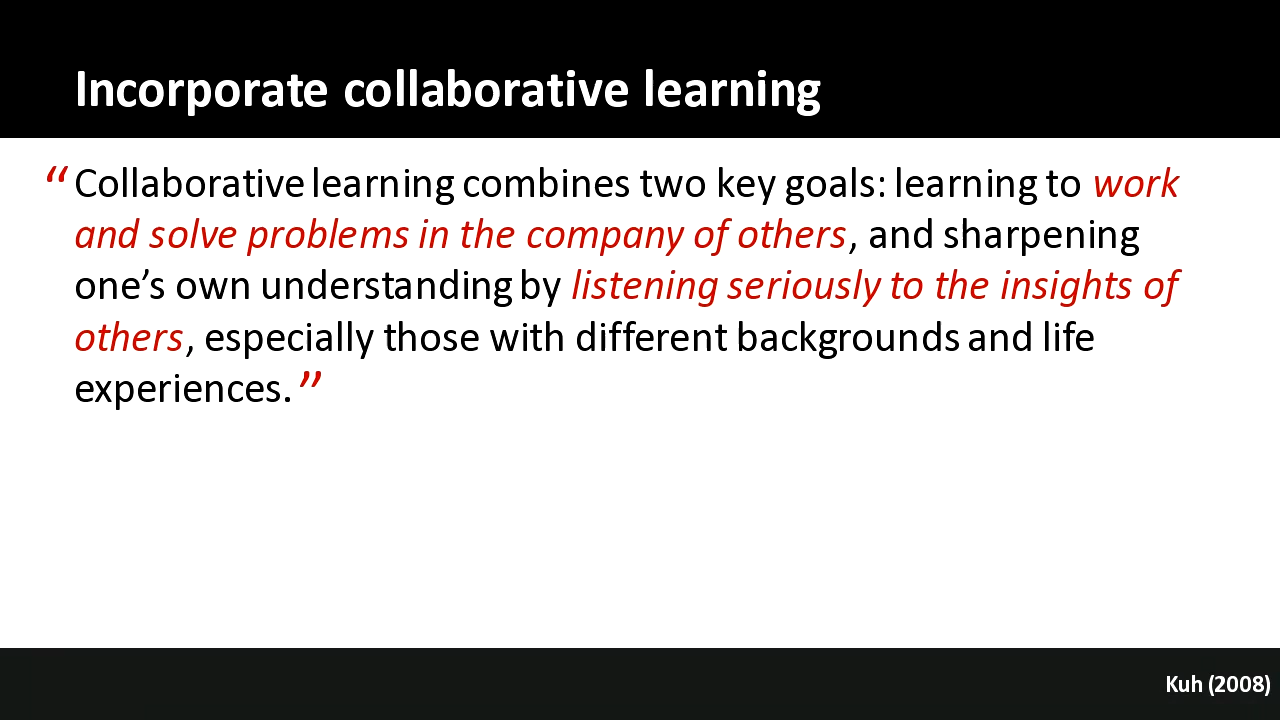 Incorporate collaborative learning
“Collaborative learning combines two key goals: learning to work
and solve problems in the company of others, and sharpening
one’s own understanding by listening seriously to the insights of
others, especially those with different backgrounds and life
experiences.”
Kuh (2008)